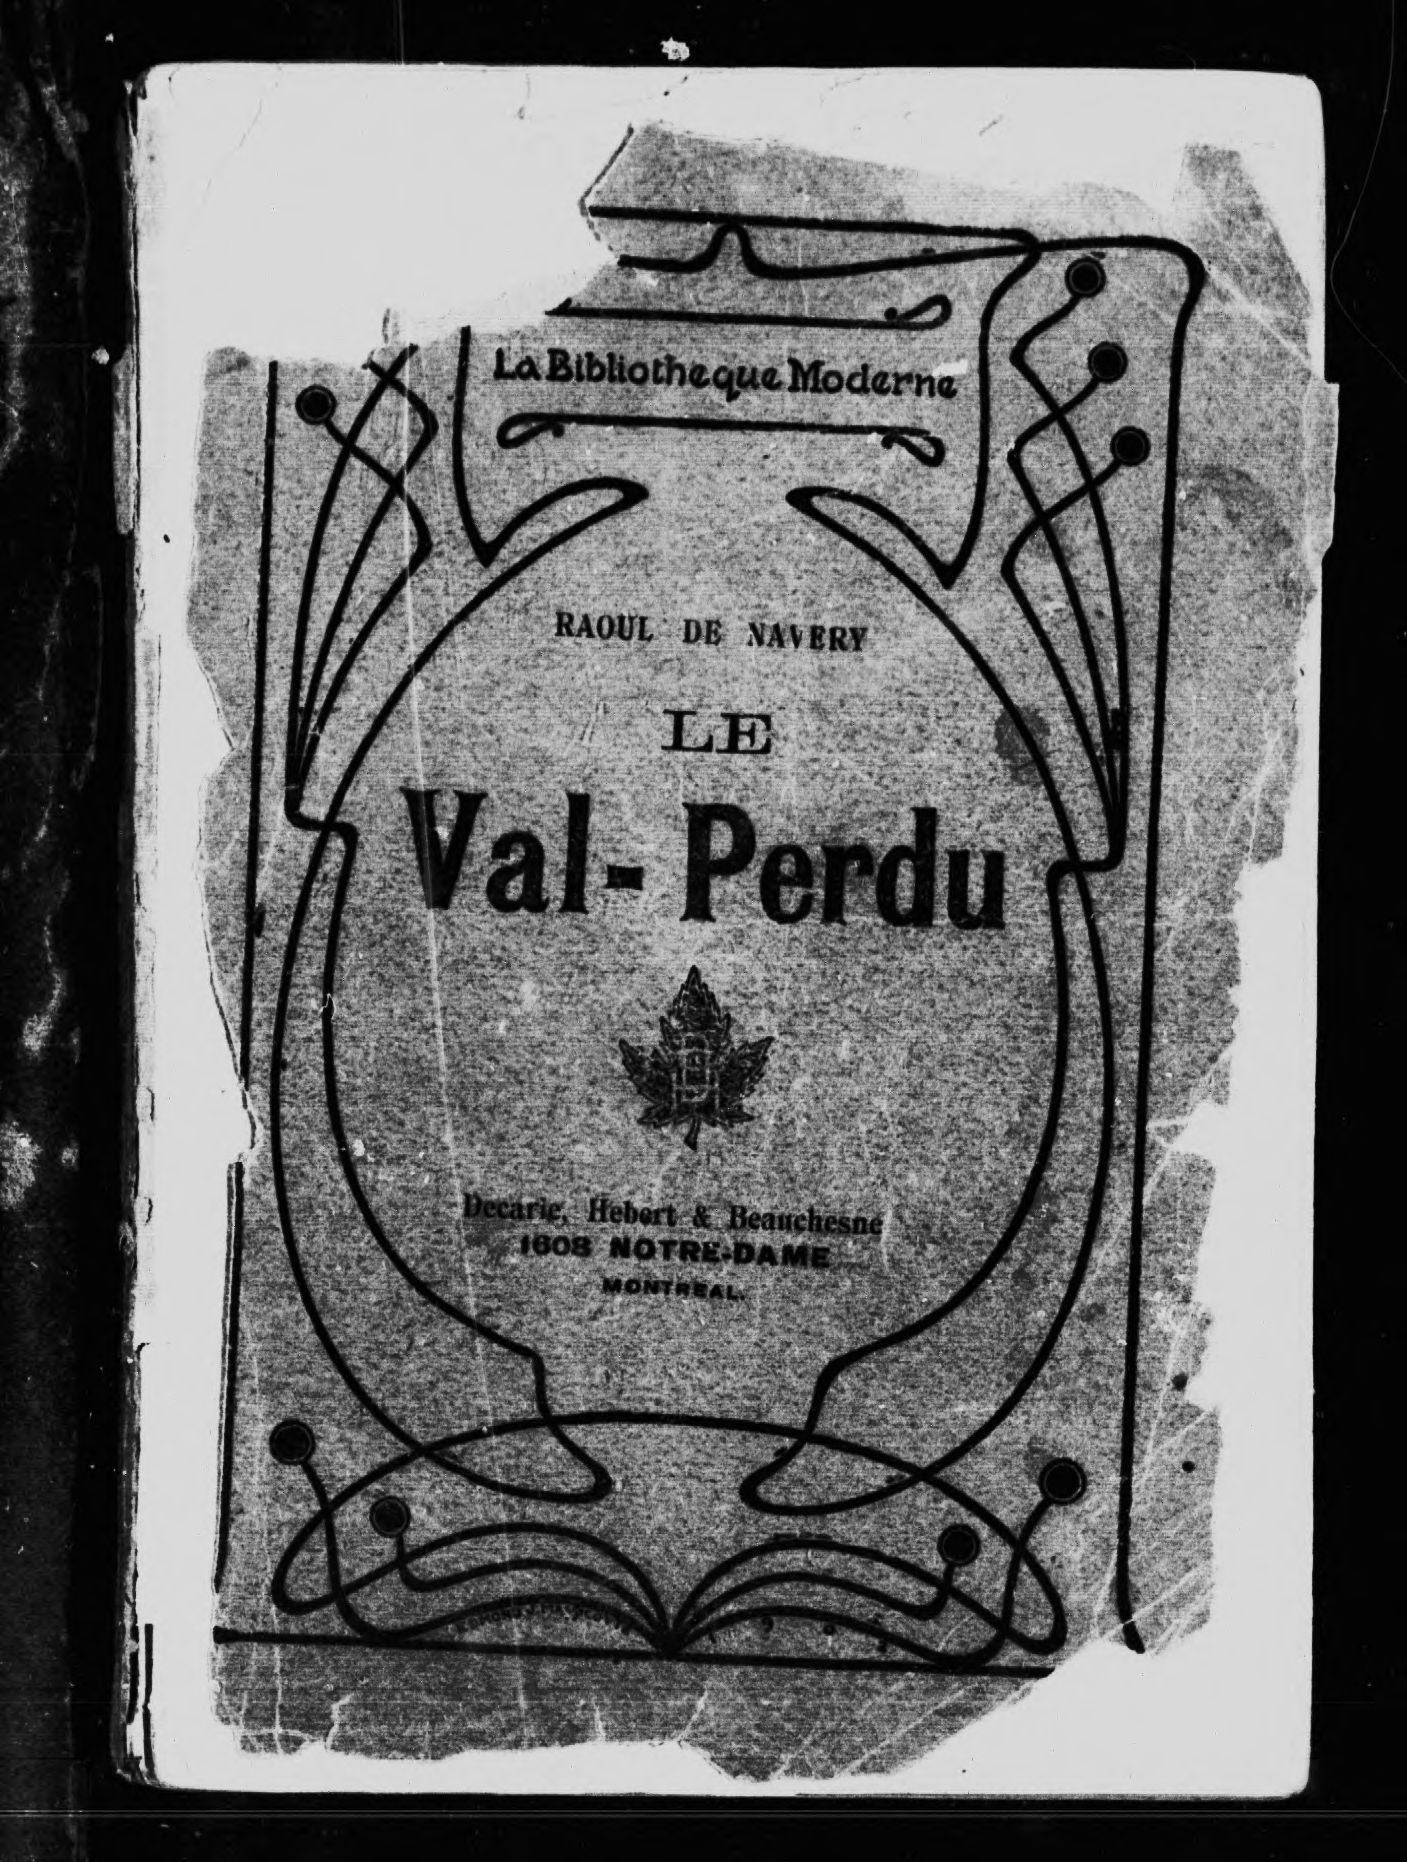 La Bibliotheque Moderne
RAOUL DE NAVERY
LE
Val-Perdu
Decarie, Hebert & Beauchesne
1608 NOTRE-DAME
MONTREAL.